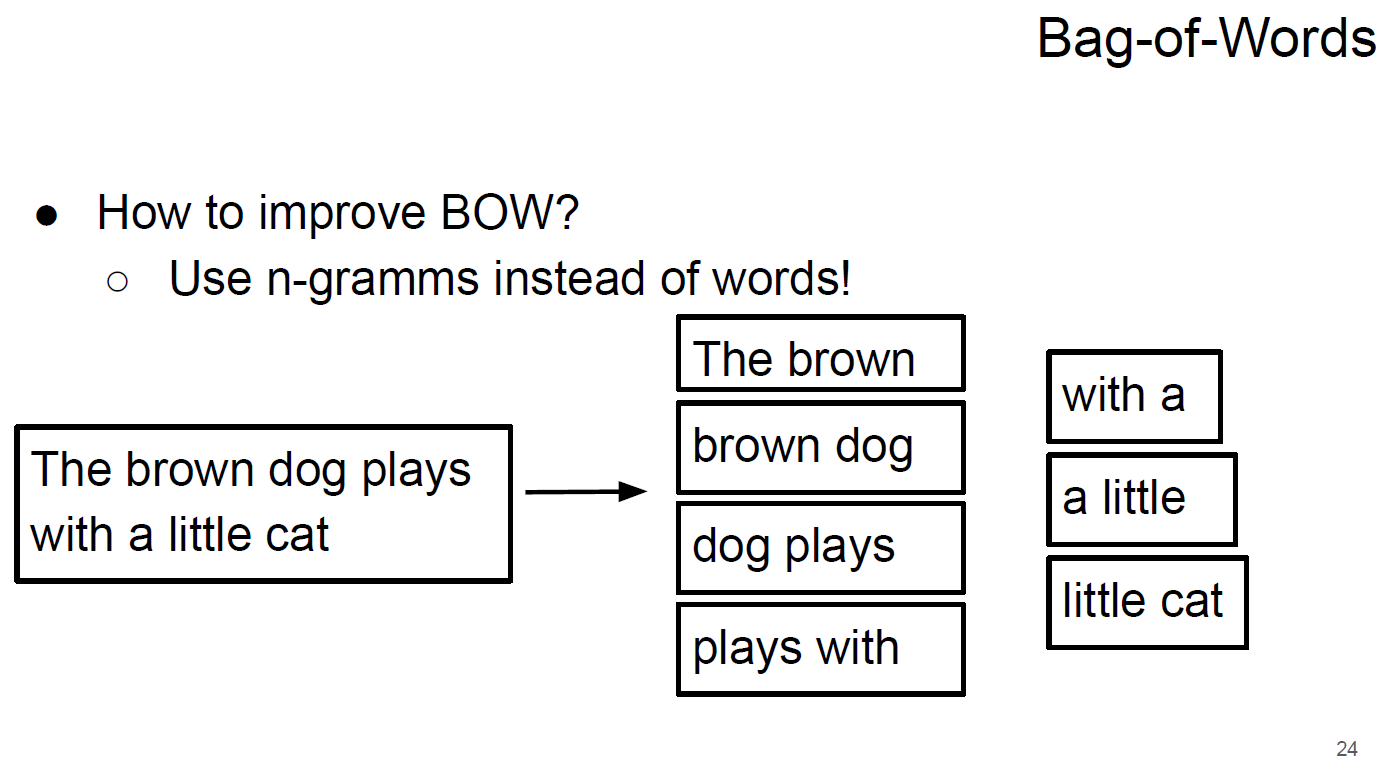 Bag-of-Words
● How to improve BOW?
○ Use n-gramms instead of words!
The brown dog plays
with a little cat
The brown
brown dog
dog plays
plays with
with a
a little
little cat
24